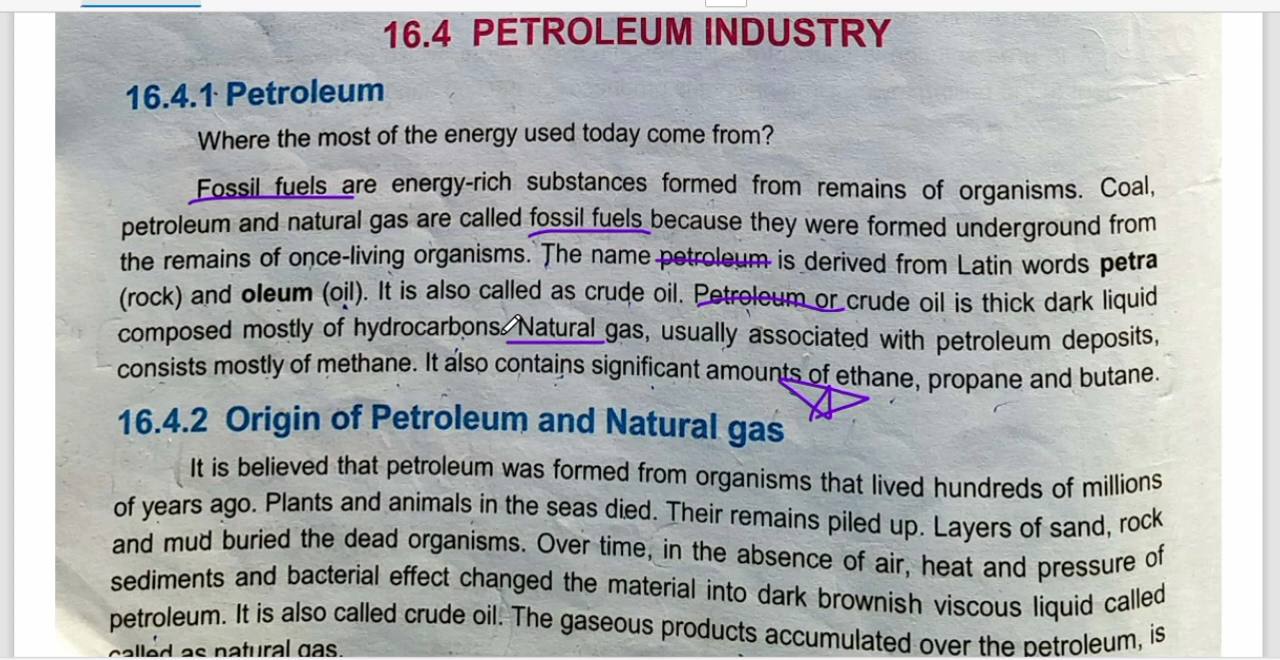 16.4 PETROLEUM INDUSTRY
16.4.1 Petroleum
Where the most of the energy used today come from?
Fossil fuels are energy-rich substances formed from remains of organisms. Coal,
petroleum and natural gas are called fossil fuels because they were formed underground from
the remains of once-living organisms. The name petroleum is derived from Latin words petra
(rock) and oleum (oil). It is also called as crude oil. Petroleum or crude oil is thick dark liquid
composed mostly of hydrocarbons. Natural gas, usually associated with petroleum deposits,
consists mostly of methane. It also contains significant amounts of ethane, propane and butane.
16.4.2 Origin of Petroleum and Natural gas
It is believed that petroleum was formed from organisms that lived hundreds of millions
of years ago. Plants and animals in the seas died. Their remains piled up. Layers of sand, rock
and mud buried the dead organisms. Over time, in the absence of air, heat and pressure of
sediments and bacterial effect changed the material into dark brownish viscous liquid called
petroleum. It is also called crude oil. The gaseous products accumulated over the petroleum, is
called as natural gas.